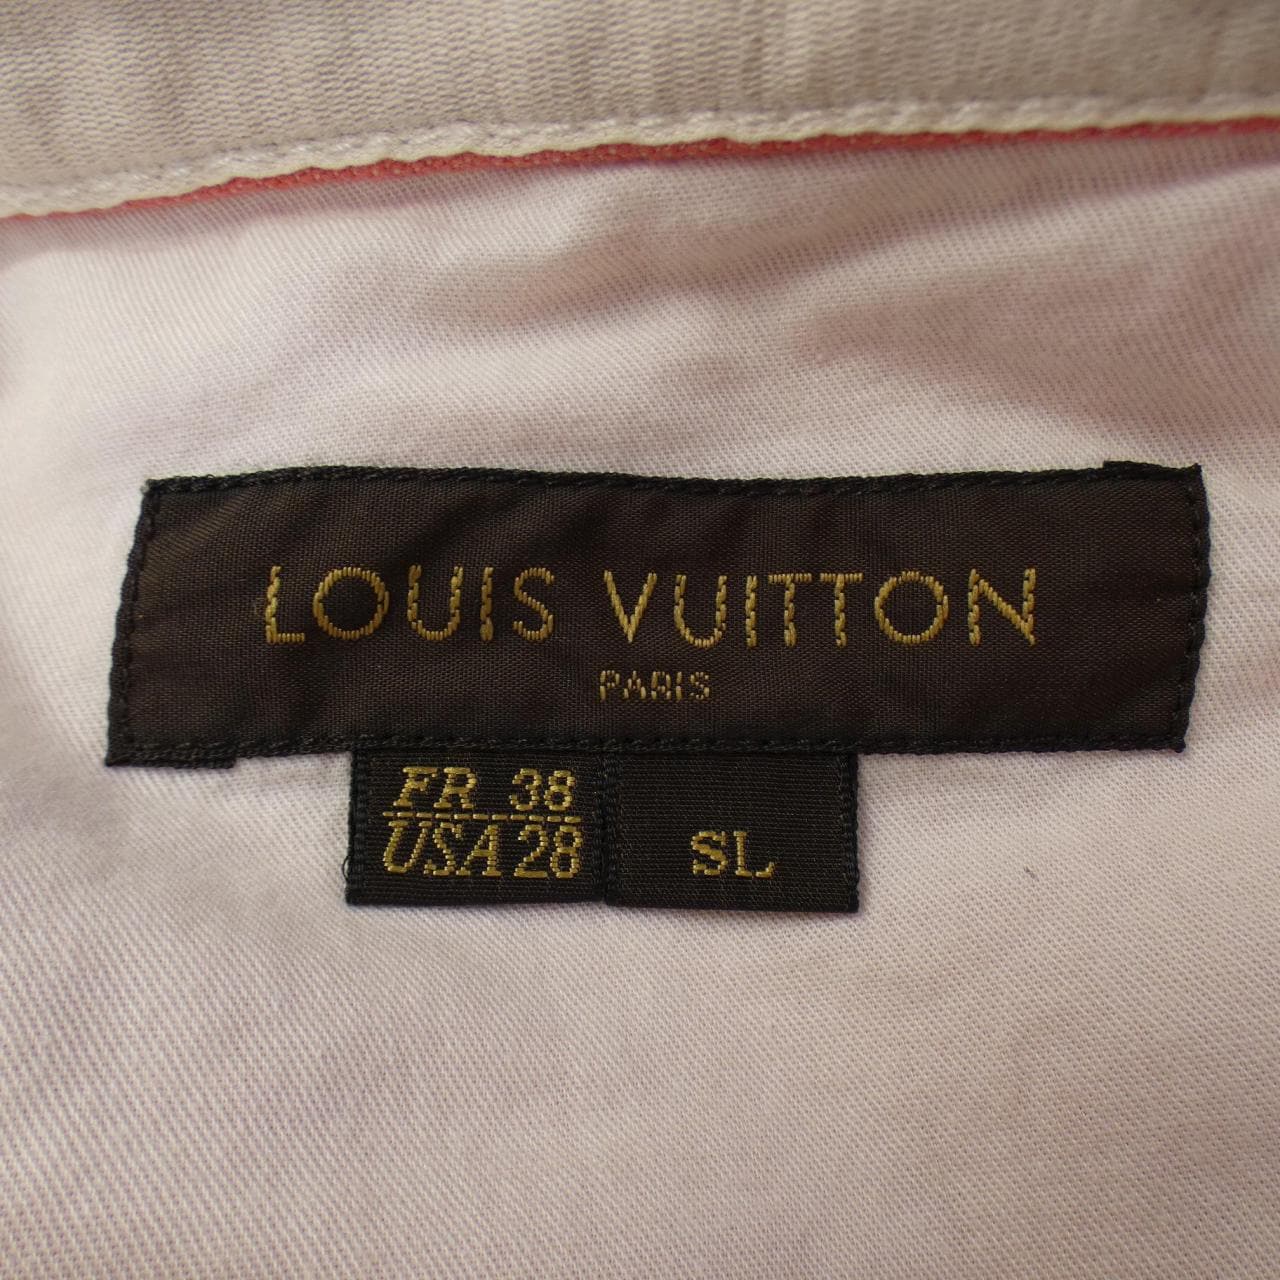 LOUIS VUITTON
PARIS
FR 38
USA 28
SL